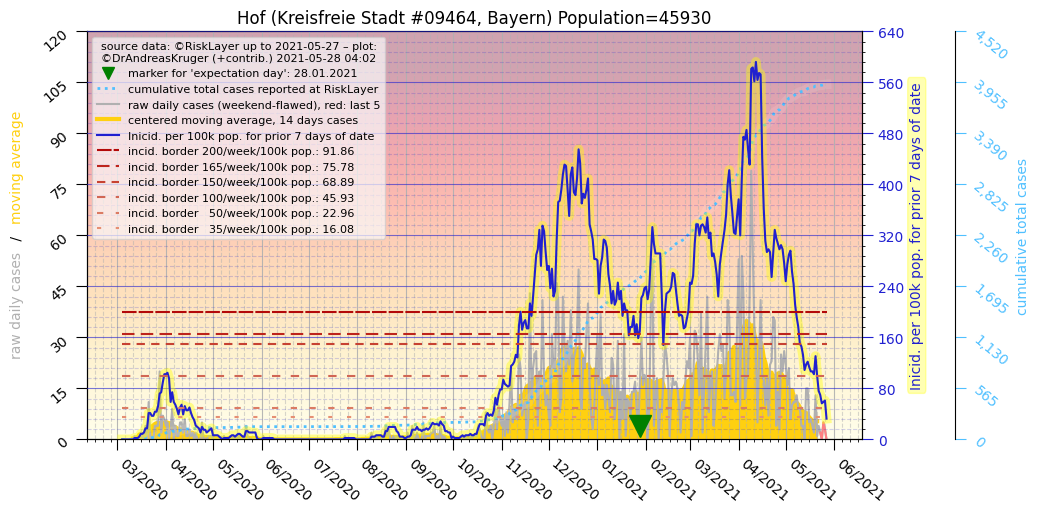 Hof (Kreisfreie Stadt #09464, Bayern) Population=45930
source data: ©RiskLayer up to 2021-05-27 – plot:
©DrAndreasKruger (+contrib.) 2021-05-28 04:02
marker for 'expectation day': 28.01.2021
cumulative total cases reported at RiskLayer
raw daily cases (weekend-flawed), red: last 5
centered moving average, 14 days cases
Inicid. per 100k pop. for prior 7 days of date
incid. border 200/week/100k pop.: 91.86
incid. border 165/week/100k pop.: 75.78
incid. border 150/week/100k pop.: 68.89
incid. border 100/week/100k pop.: 45.93
incid. border   50/week/100k pop.: 22.96
incid. border   35/week/100k pop.: 16.08
raw daily cases / moving average
120
105
90
75
60
45
30
15
0
640
560
480
400
320
240
160
80
0
Inicid. per 100k pop. for prior 7 days of date
4,520
3,955
3,390
2,825
2,260
1,695
1,130
565
0
cumulative total cases
03/2020
04/2020
05/2020
06/2020
07/2020
08/2020
09/2020
10/2020
11/2020
12/2020
01/2021
02/2021
03/2021
04/2021
05/2021
06/2021